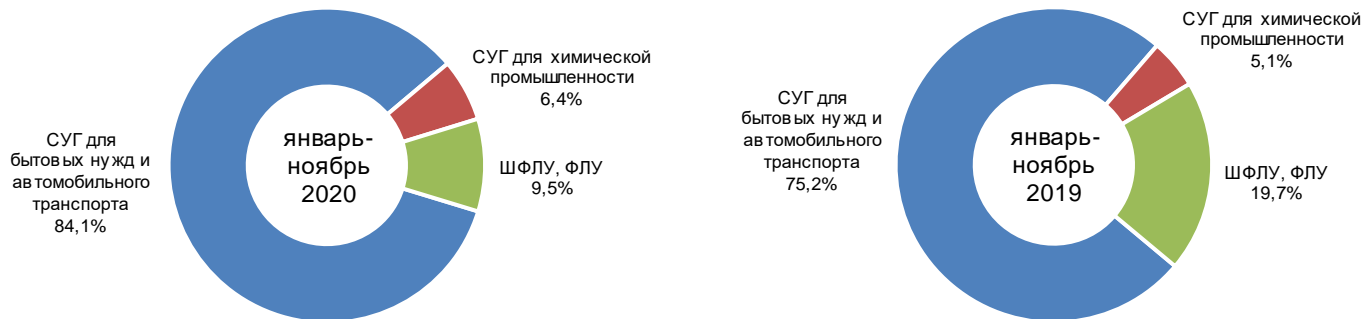 СУГ для
бытовых нужд и
автомобильного
транспорта
84,1%
январь-
ноябрь
2020
СУГ для химической
промышленности
6,4%
ШФЛУ, ФЛУ
9,5%
СУГ для
бытовых нужд и
автомобильного
транспорта
75,2%
январь-
ноябрь
2019
СУГ для химической
промышленности
5,1%
ШФЛУ, ФЛУ
19,7%